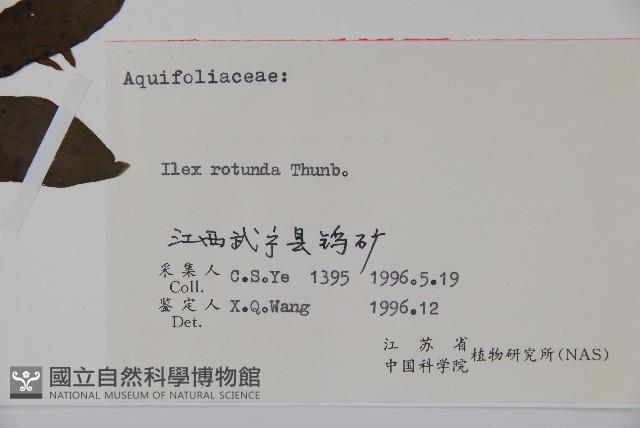 Aquifoliaceae:
Ilex rotunda Thunb.
江西武宁县钨矿
采集人 C.S.Ye 1395 1996.5.19
Coll.
鉴定人 X.Q.Wang 1996.12
Det.
江苏省
中国科学院 植物研究所(NAS)
國立自然科學博物館
NATIONAL MUSEUM OF NATURAL SCIENCE